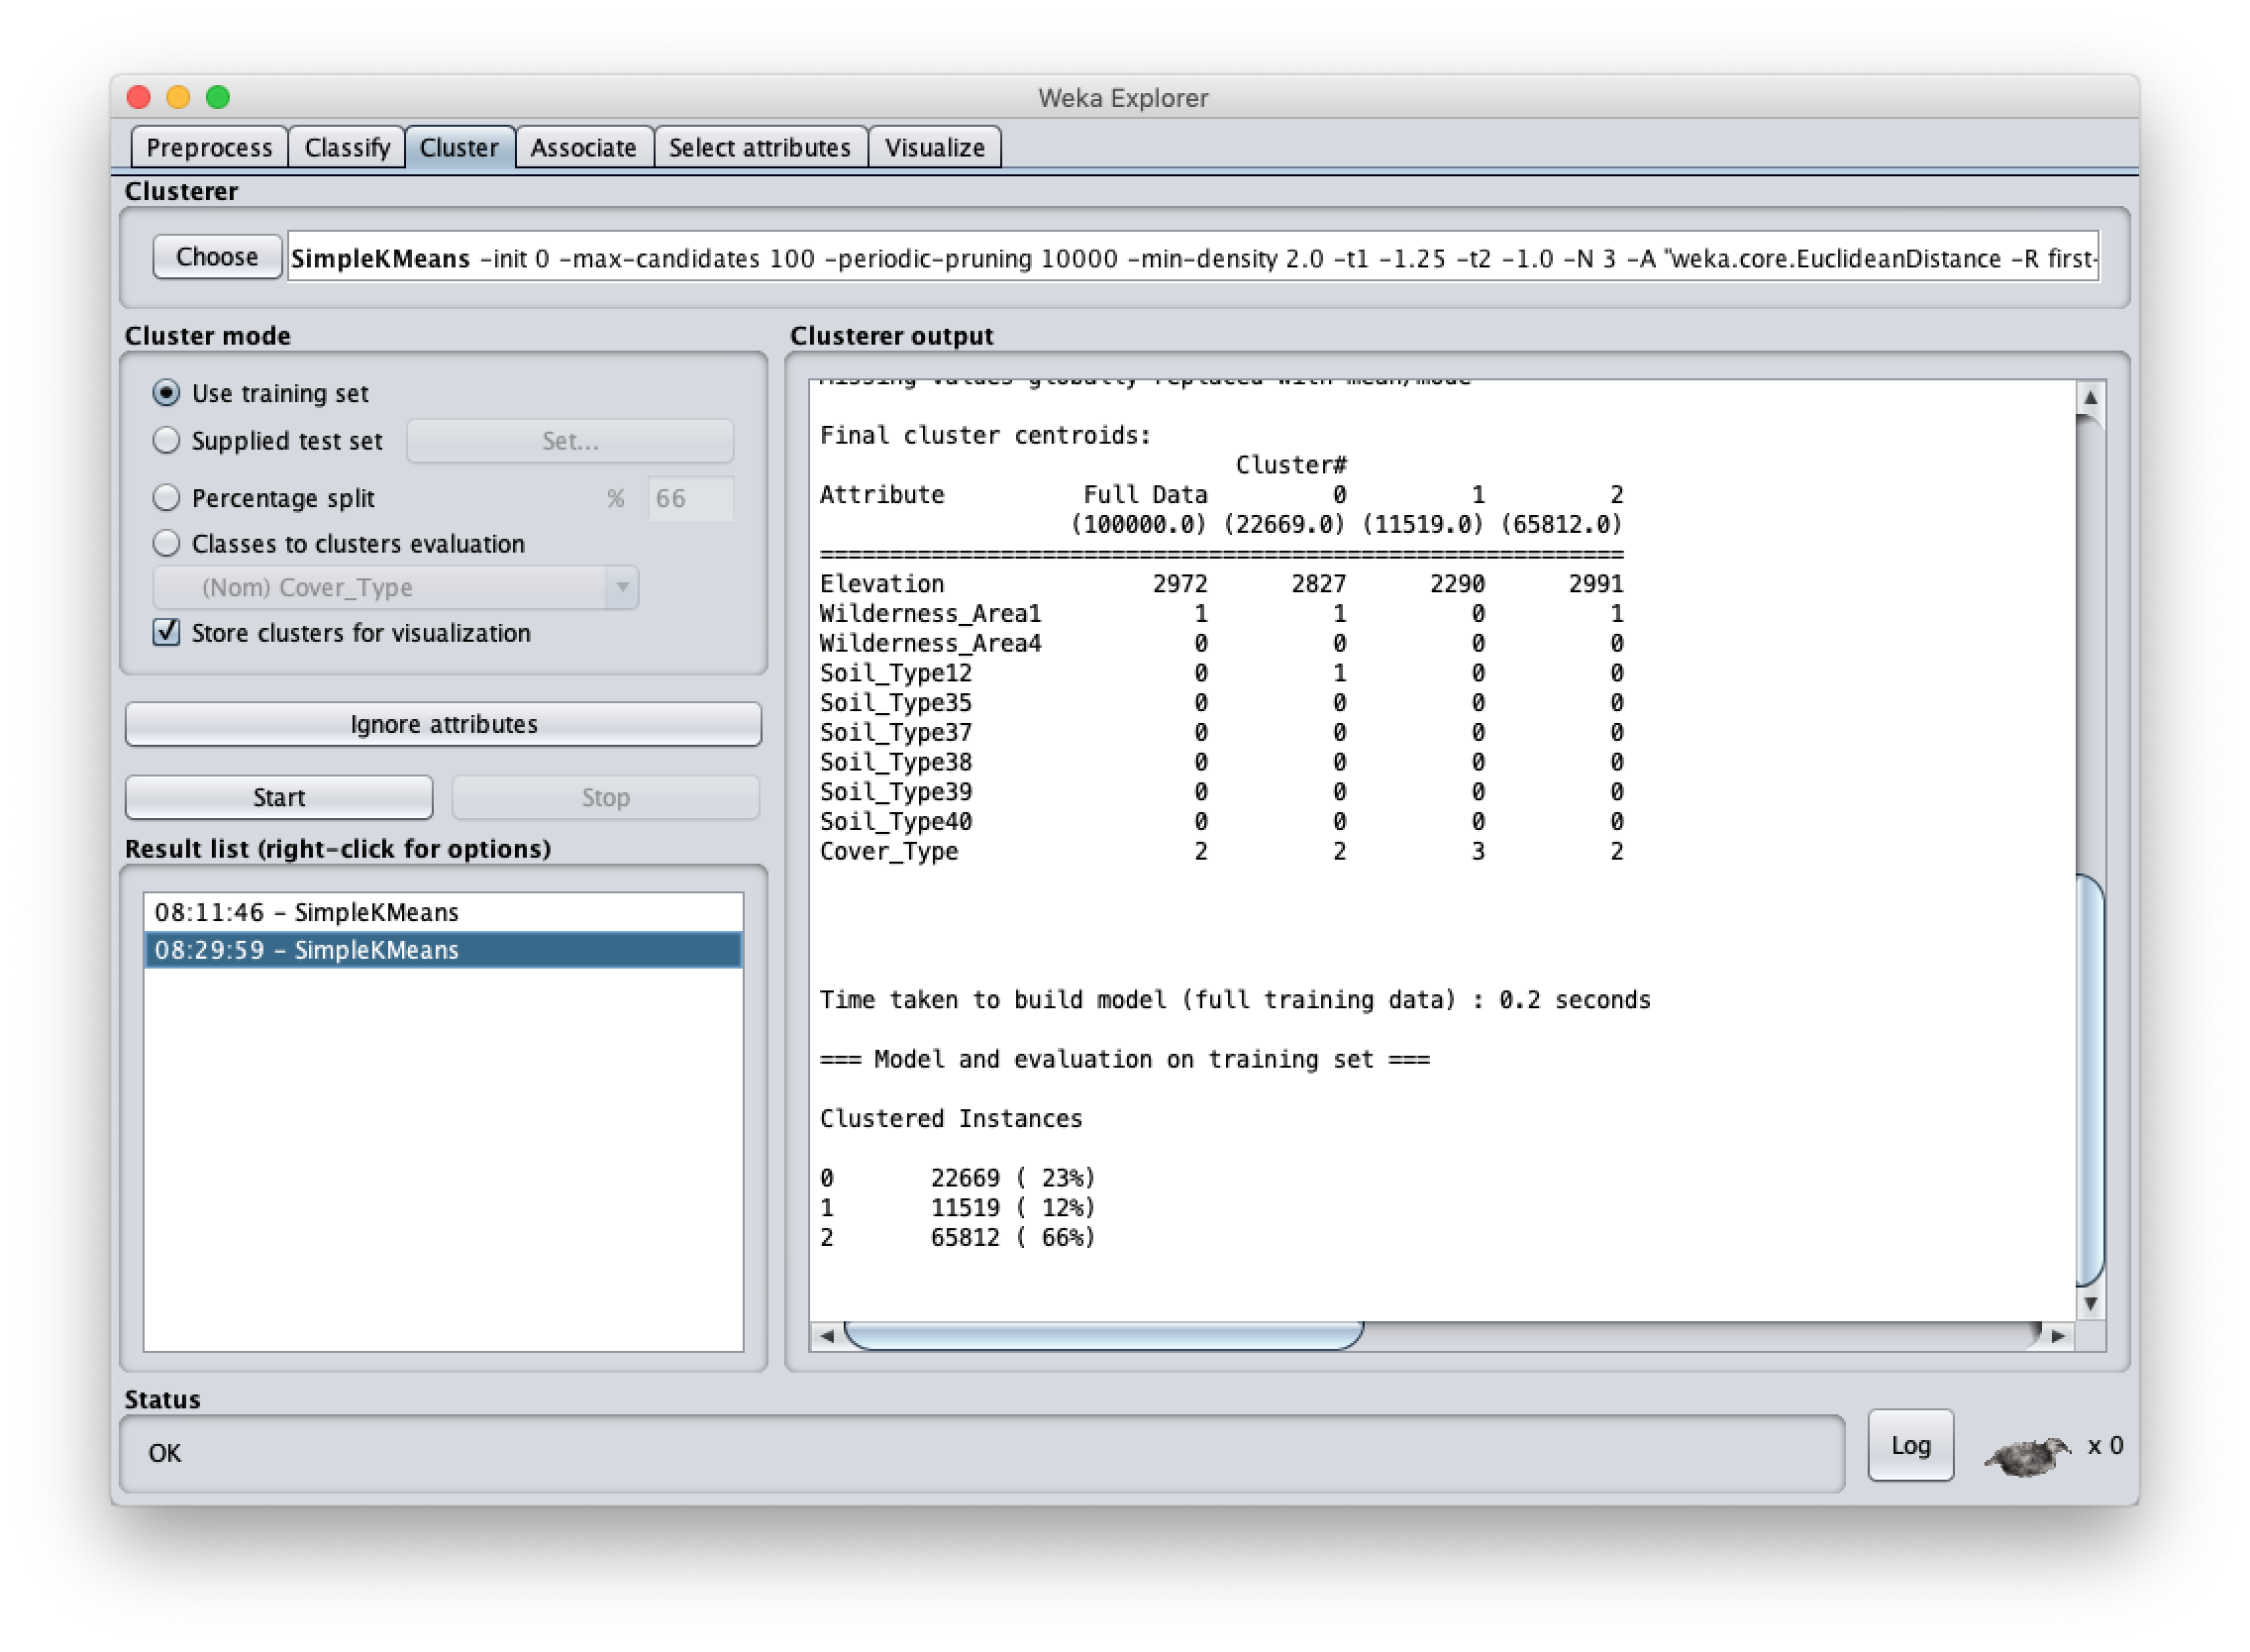 Weka Explorer
Preprocess Classify Cluster Associate Select attributes Visualize
Clusterer
Choose SimpleKMeans -init 0 -max-candidates 100 -periodic-pruning 10000 -min-density 2.0 -t1 -1.25 -t2 -1.0 -N 3 -A "weka.core.EuclideanDistance -R first-
Cluster mode
Use training set
Supplied test set Set...
Percentage split % 66
Classes to clusters evaluation
(Nom) Cover_Type
Store clusters for visualization
Ignore attributes
Start Stop
Result list (right-click for options)
08:11:46 - SimpleKMeans
08:29:59 - SimpleKMeans
Clusterer output
Missing values globally replaced with mean/mode
Final cluster centroids:
Cluster#
Attribute Full Data 0 1 2
(100000.0) (22669.0) (11519.0) (65812.0)
==========================================================
Elevation 2972 2827 2290 2991
Wilderness_Area1 1 1 0 1
Wilderness_Area4 0 0 0 0
Soil_Type12 0 1 0 0
Soil_Type35 0 0 0 0
Soil_Type37 0 0 0 0
Soil_Type38 0 0 0 0
Soil_Type39 0 0 0 0
Soil_Type40 0 0 0 0
Cover_Type 2 2 3 2
Time taken to build model (full training data) : 0.2 seconds
=== Model and evaluation on training set ===
Clustered Instances
0 22669 ( 23%)
1 11519 ( 12%)
2 65812 ( 66%)
Status
OK
Log x 0